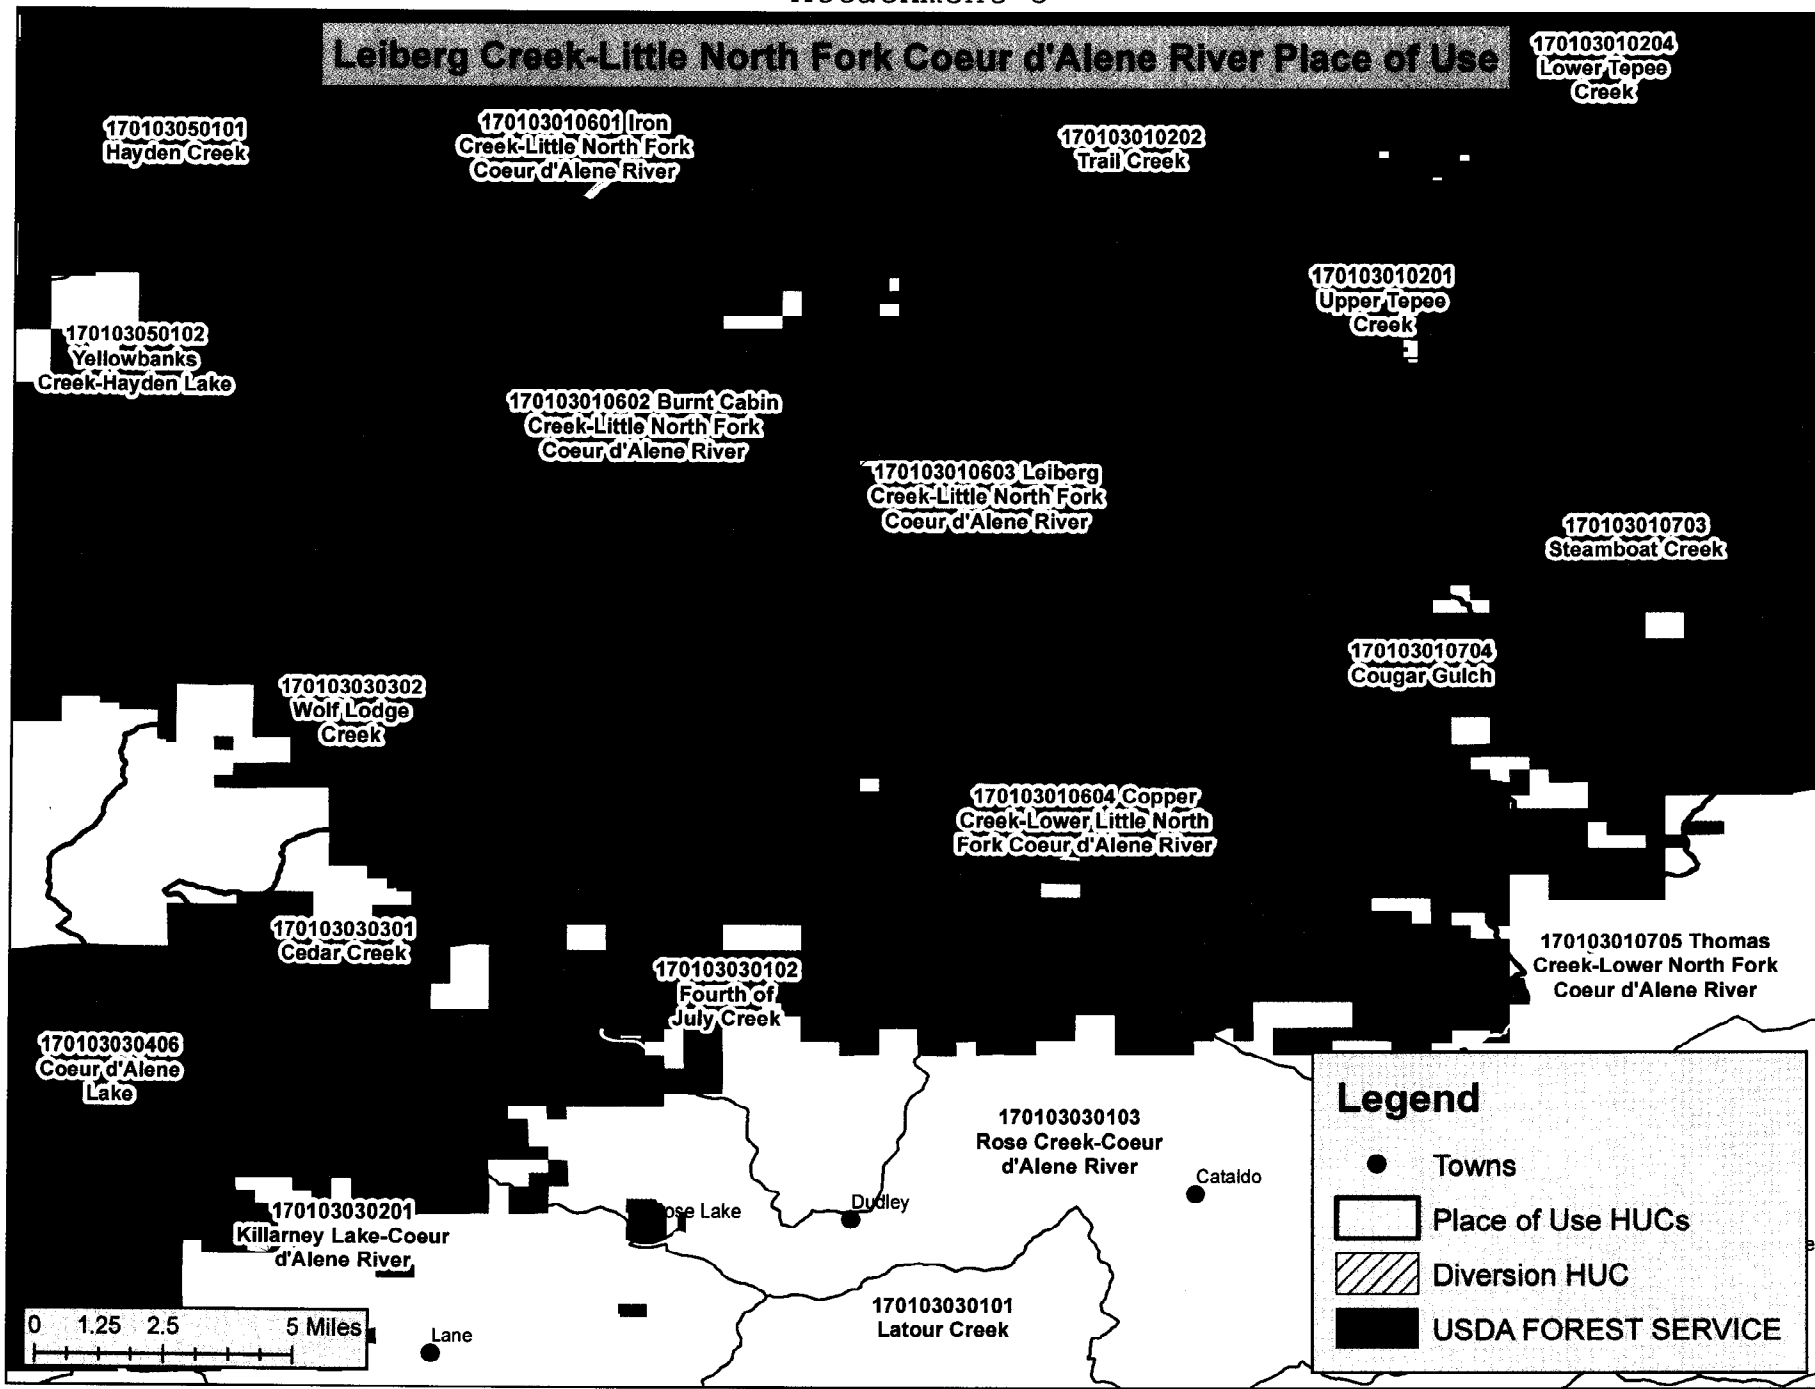 Leiberg Creek-Little North Fork Coeur d'Alene River Place of Use
170103010204
Lower Tepee
Creek
170103050101
Hayden Creek
170103010601 Iron
Creek-Little North Fork
Coeur d'Alene River
170103010202
Trail Creek
170103010201
Upper Tepee
Creek
170103050102
Yellowbanks
Creek-Hayden Lake
170103010602 Burnt Cabin
Creek-Little North Fork
Coeur d'Alene River
170103010603 Leiberg
Creek-Little North Fork
Coeur d'Alene River
170103010703
Steamboat Creek
170103010704
Cougar Gulch
170103030302
Wolf Lodge
Creek
170103010604 Copper
Creek-Lower Little North
Fork Coeur d'Alene River
170103030301
Cedar Creek
170103010705 Thomas
Creek-Lower North Fork
Coeur d'Alene River
170103030102
Fourth of
July Creek
170103030406
Coeur d'Alene
Lake
170103030103
Rose Creek-Coeur
d'Alene River
Cataldo
Dudley
ose Lake
170103030201
Killarney Lake-Coeur
d'Alene River
170103030101
Latour Creek
Lane
0 1.25 2.5 5 Miles
Legend
Towns
Place of Use HUCs
Diversion HUC
USDA FOREST SERVICE